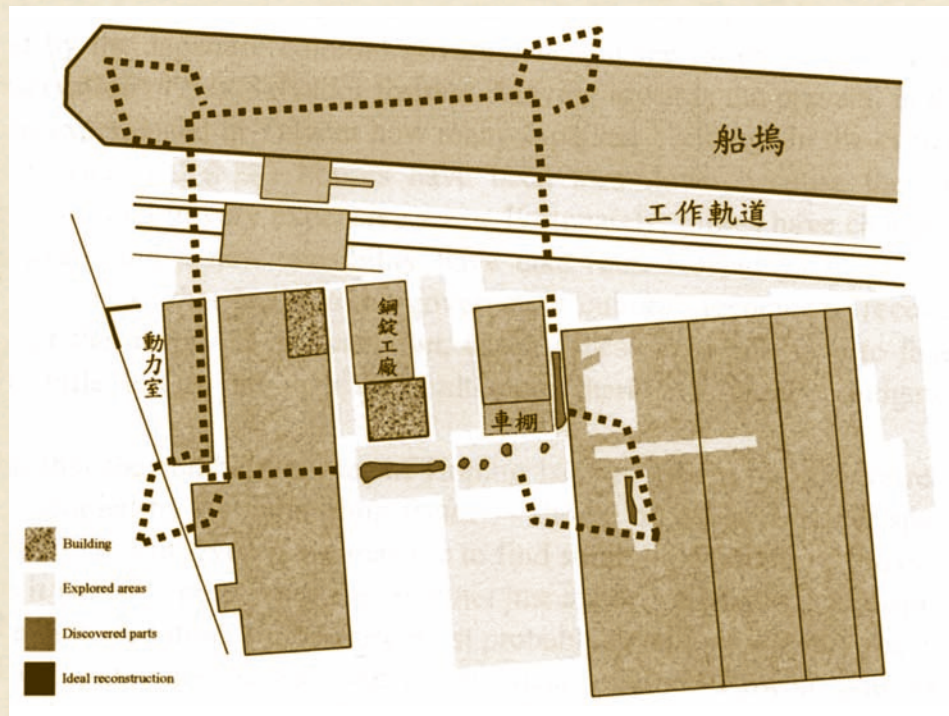 船塢
工作軌道
動力室
鋼錠工廠
車棚
Building
Explored areas
Discovered parts
Ideal reconstruction